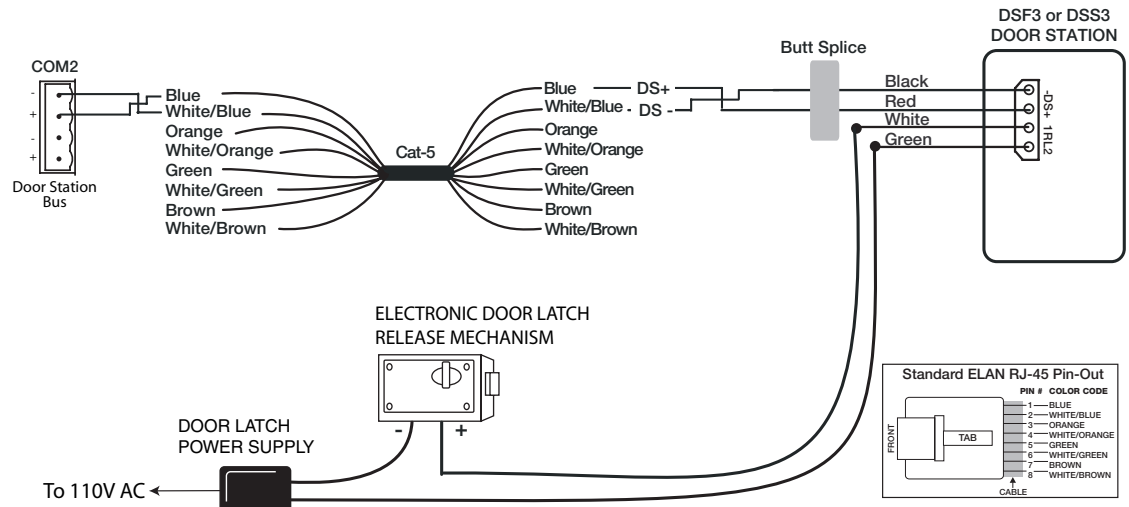 DSF3 or DSS3
DOOR STATION
Butt Splice
COM2
-
+
-
+
Door Station
Bus
Blue
White/Blue
Orange
White/Orange
Green
White/Green
Brown
White/Brown
Cat-5
Blue DS+
White/Blue DS -
Orange
White/Orange
Green
White/Green
Brown
White/Brown
Black
Red
White
Green
-DS+ 1RL2
ELECTRONIC DOOR LATCH
RELEASE MECHANISM
- +
DOOR LATCH
POWER SUPPLY
To 110V AC
Standard ELAN RJ-45 Pin-Out
PIN # COLOR CODE
1 BLUE
2 WHITE/BLUE
3 ORANGE
4 WHITE/ORANGE
5 GREEN
6 WHITE/GREEN
7 BROWN
8 WHITE/BROWN
FRONT
TAB
CABLE